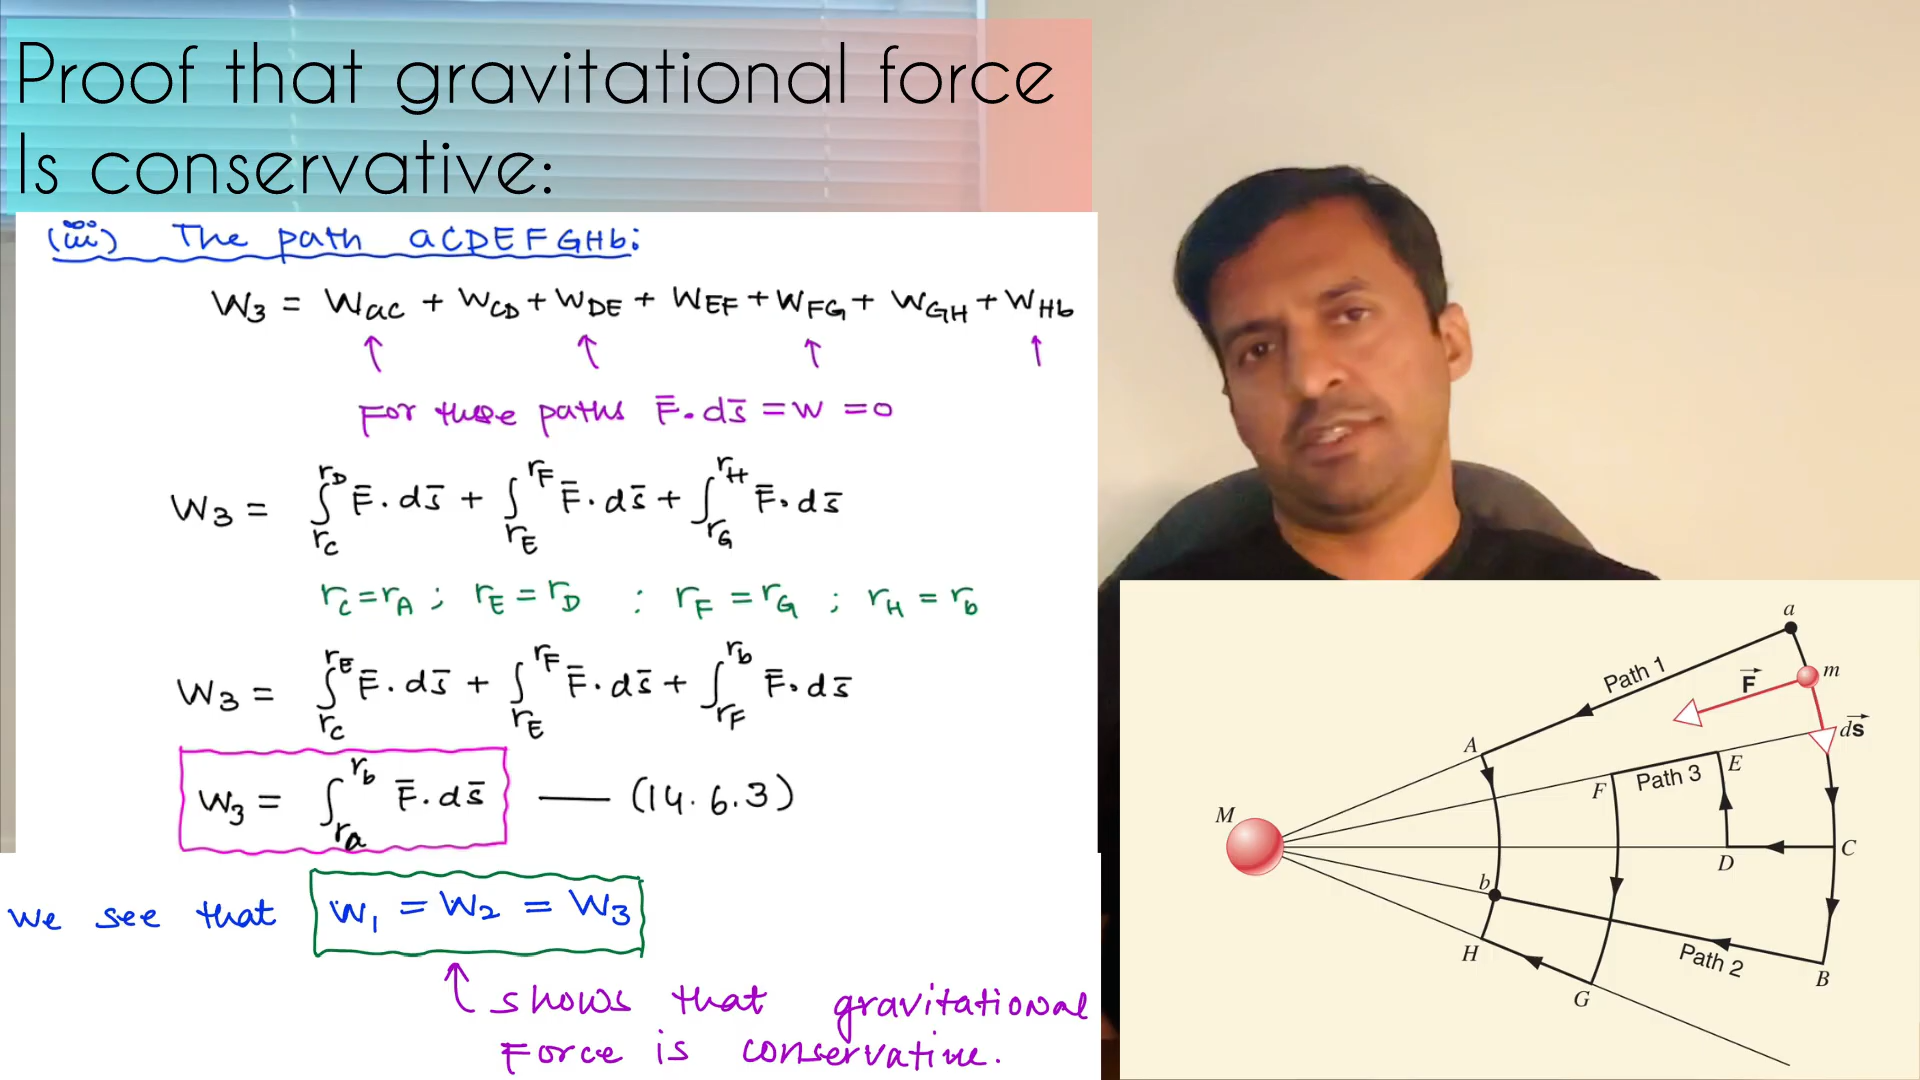 Proof that gravitational force
Is conservative:
(iii) The path aCDEFGHb:
W₃ = Wac + WCD + WDE + WEF + WFG + WGH + WHb
↑ ↑ ↑ ↑
For these paths F̄.ds̄ = W = 0
W₃ = ∫_{rC}^{rD} F̄.ds̄ + ∫_{rE}^{rF} F̄.ds̄ + ∫_{rG}^{rH} F̄.ds̄
rC = rA ; rE = rD : rF = rG ; rH = rb
W₃ = ∫_{rC}^{rE} F̄.ds̄ + ∫_{rE}^{rF} F̄.ds̄ + ∫_{rF}^{rb} F̄.ds̄
W₃ = ∫_{ra}^{rb} F̄.ds̄ — (14.6.3)
We see that W₁ = W₂ = W₃
↑ shows that gravitational
Force is conservative.
a
Path 1
F⃗
m
ds⃗
A
E
Path 3
F
M
D
C
b
Path 2
H
B
G